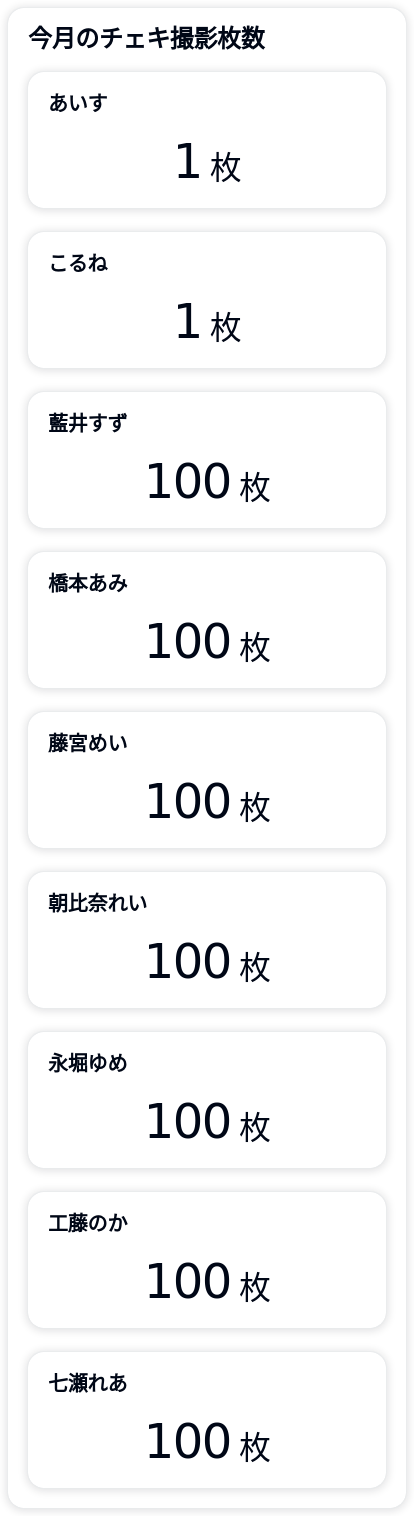 今月のチェキ撮影枚数
あいす
1 枚
こるね
1 枚
藍井すず
100 枚
橋本あみ
100 枚
藤宮めい
100 枚
朝比奈れい
100 枚
永堀ゆめ
100 枚
工藤のか
100 枚
七瀬れあ
100 枚